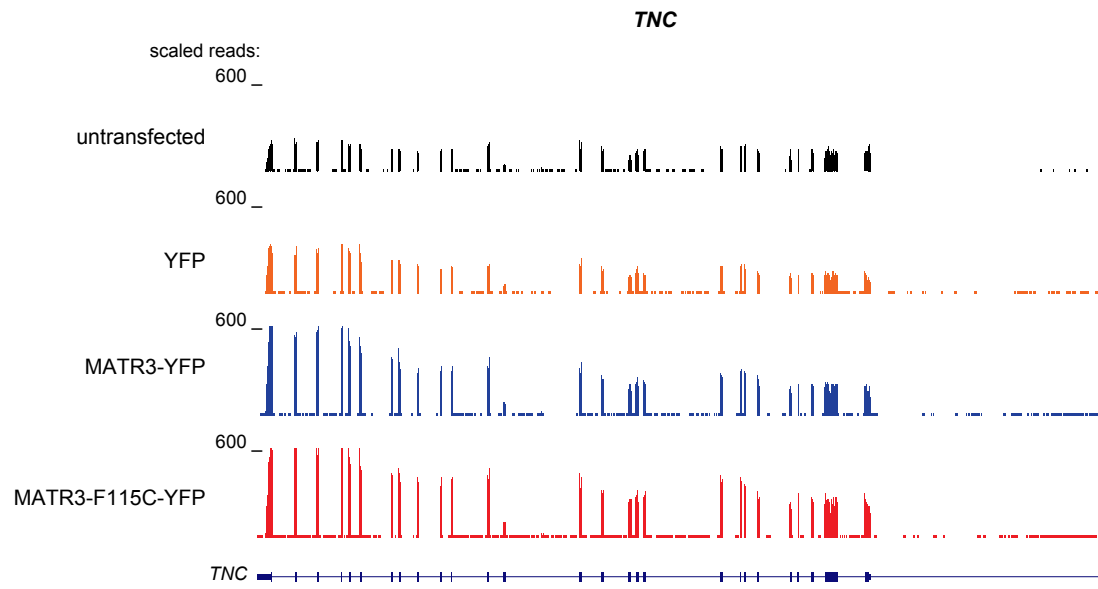 TNC
scaled reads:
600
untransfected
600
YFP
600
MATR3-YFP
600
MATR3-F115C-YFP
TNC